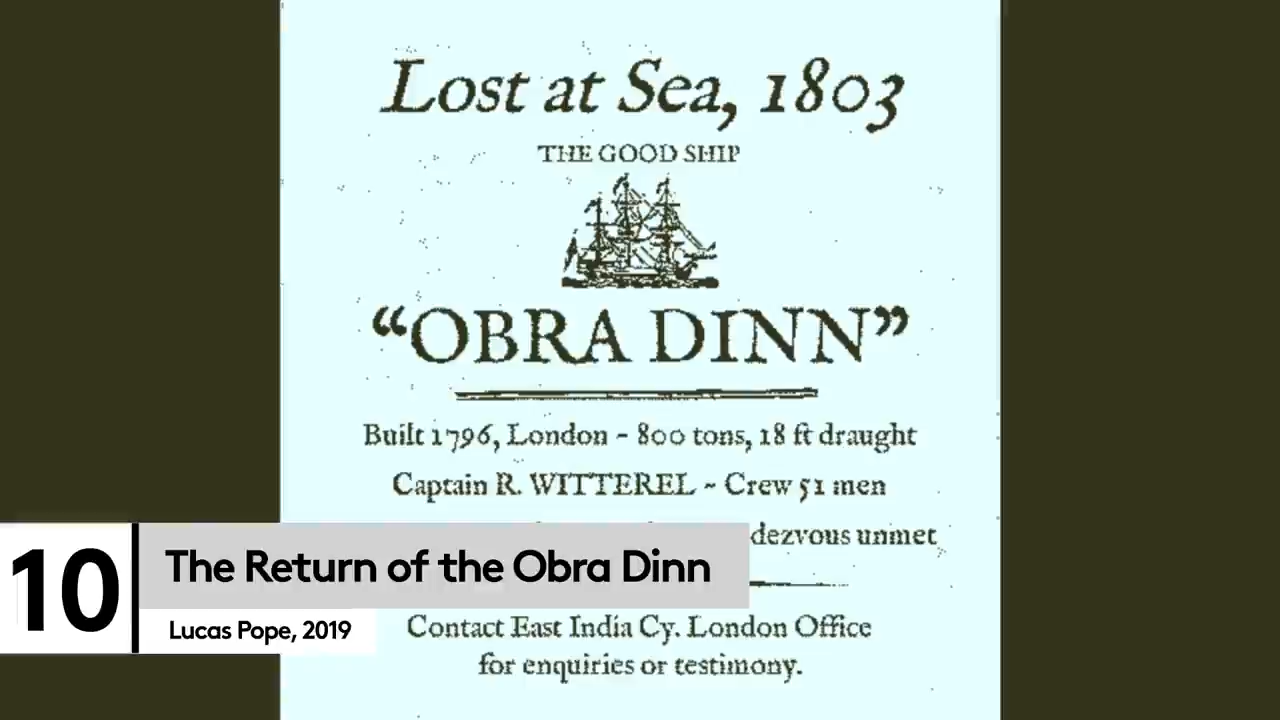 Lost at Sea, 1803
THE GOOD SHIP
“OBRA DINN”
Built 1796, London ~ 800 tons, 18 ft draught
Captain R. WITTEREL ~ Crew 51 men
unmet
10
The Return of the Obra Dinn
Lucas Pope, 2019
Contact East India Cy. London Office
for enquiries or testimony.